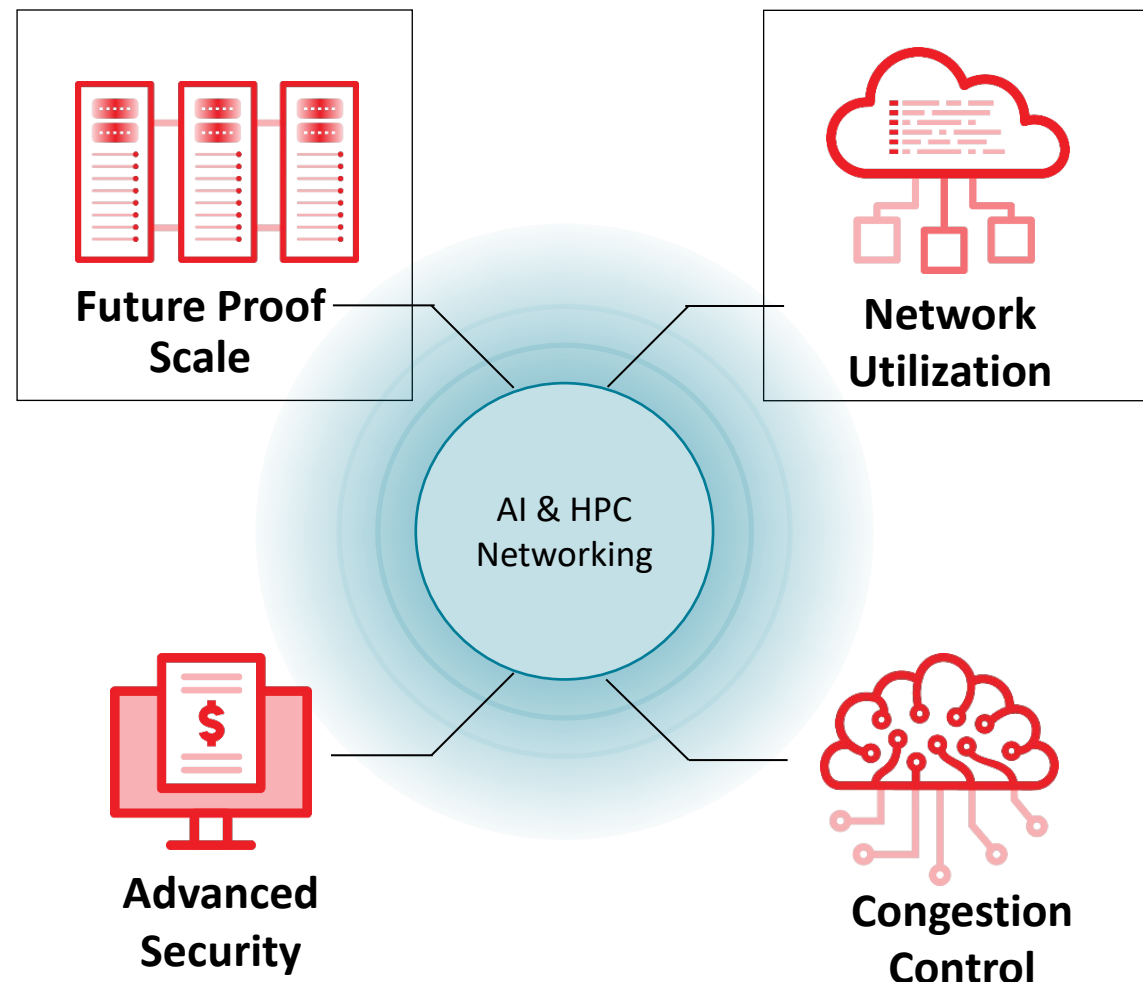 Future Proof
Scale
Network
Utilization
AI & HPC
Networking
$
Advanced
Security
Congestion
Control